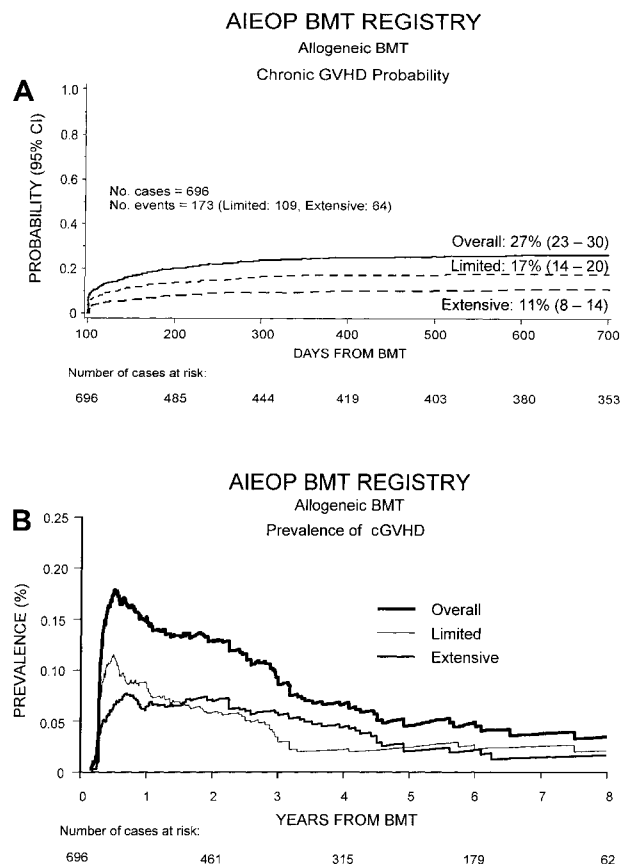 AIEOP BMT REGISTRY
Allogeneic BMT
Chronic GVHD Probability
A
PROBABILITY (95% CI)
1.0
0.8
0.6
0.4
0.2
0
No. cases = 696
No. events = 173 (Limited: 109, Extensive: 64)
Overall: 27% (23 – 30)
Limited: 17% (14 – 20)
Extensive: 11% (8 – 14)
100 200 300 400 500 600 700
DAYS FROM BMT
Number of cases at risk:
696 485 444 419 403 380 353
AIEOP BMT REGISTRY
Allogeneic BMT
Prevalence of cGVHD
B
PREVALENCE (%)
0.25
0.20
0.15
0.10
0.05
0
Overall
Limited
Extensive
0 1 2 3 4 5 6 7 8
YEARS FROM BMT
Number of cases at risk:
696 461 315 179 62